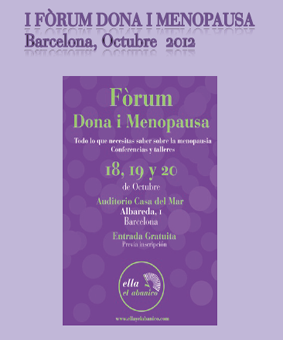 I FÒRUM DONA I MENOPAUSA
Barcelona, Octubre 2012
Fòrum
Dona i Menopausa
Todo lo que necesitas saber sobre la menopausia
Conferencias y talleres
18, 19 y 20
de Octubre
Auditorio Casa del Mar
Albareda, 1
Barcelona
Entrada Gratuita
Previa inscripción
ella
el abanico
www.ellayelabanico.com